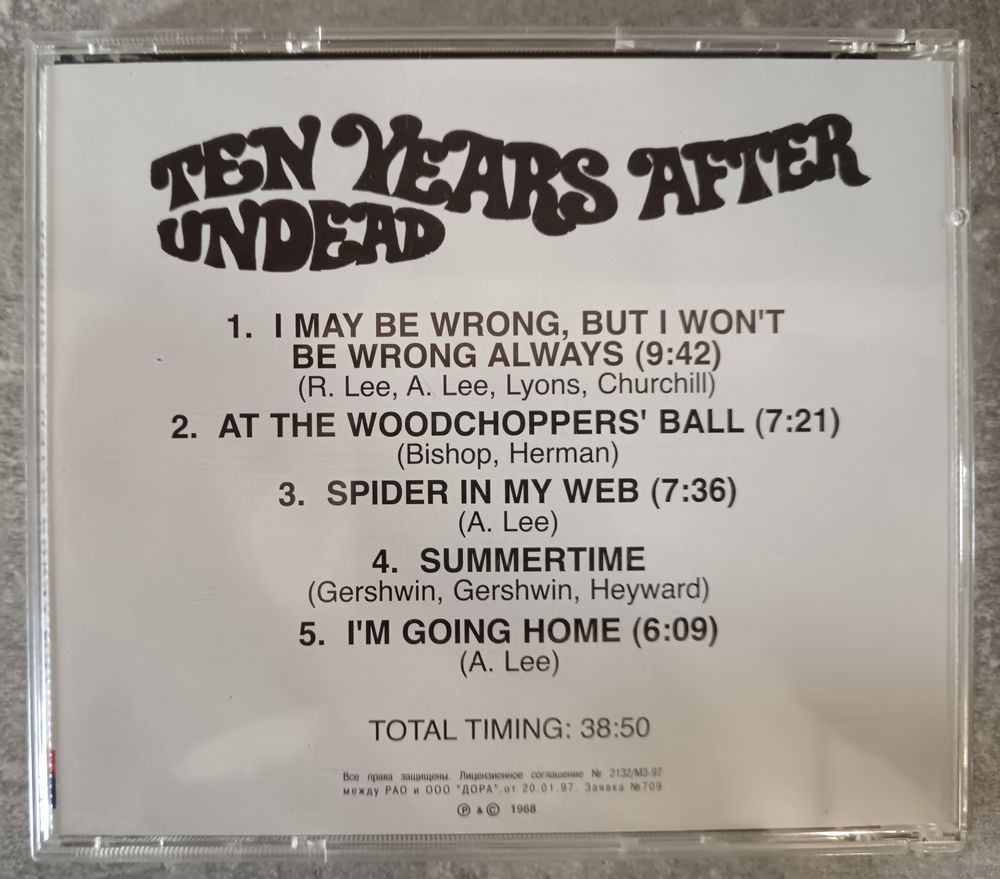 TEN YEARS AFTER
UNDEAD
1. I MAY BE WRONG, BUT I WON'T
BE WRONG ALWAYS (9:42)
(R. Lee, A. Lee, Lyons, Churchill)
2. AT THE WOODCHOPPERS' BALL (7:21)
(Bishop, Herman)
3. SPIDER IN MY WEB (7:36)
(A. Lee)
4. SUMMERTIME
(Gershwin, Gershwin, Heyward)
5. I'M GOING HOME (6:09)
(A. Lee)
TOTAL TIMING: 38:50
Все права защищены. Лицензионное соглашение № 2132/МЗ-97
между РАО и ООО "ДОРА".от 20.01.97. Заявка №709
℗ & © 1968